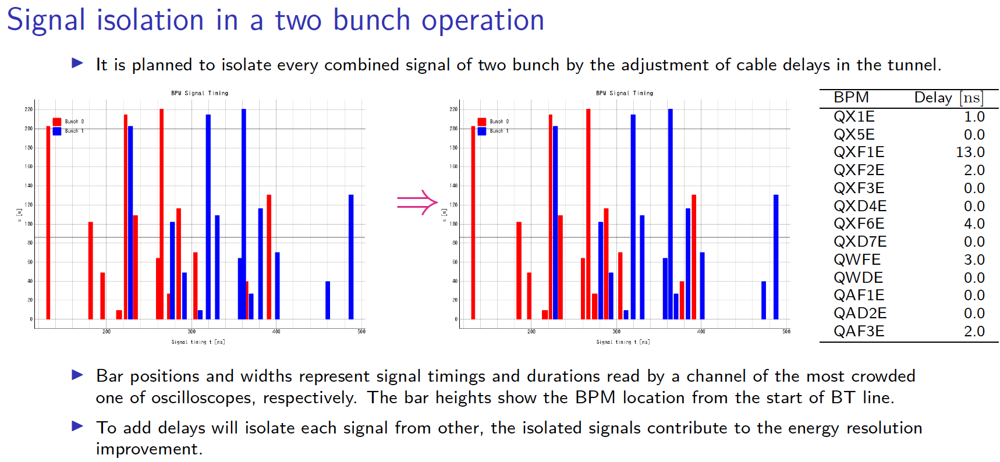 Signal isolation in a two bunch operation
It is planned to isolate every combined signal of two bunch by the adjustment of cable delays in the tunnel.
BPM Signal Timing
220
200
180
160
140
120
100
80
60
40
20
0
s [m]
Bunch 0
Bunch 1
200
300
400
500
Signal timing t [ns]
⇒
BPM Signal Timing
220
200
180
160
140
120
100
80
60
40
20
0
s [m]
Bunch 0
Bunch 1
200
300
400
500
Signal timing t [ns]
BPM Delay [ns]
QX1E 1.0
QX5E 0.0
QXF1E 13.0
QXF2E 2.0
QXF3E 0.0
QXD4E 0.0
QXF6E 4.0
QXD7E 0.0
QWFE 3.0
QWDE 0.0
QAF1E 0.0
QAD2E 0.0
QAF3E 2.0
Bar positions and widths represent signal timings and durations read by a channel of the most crowded
one of oscilloscopes, respectively. The bar heights show the BPM location from the start of BT line.
To add delays will isolate each signal from other, the isolated signals contribute to the energy resolution
improvement.